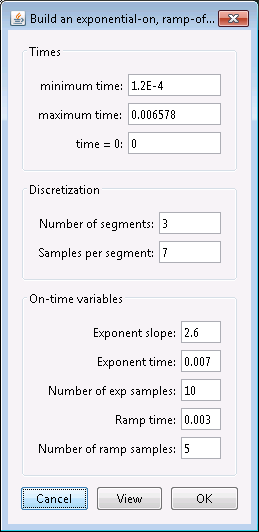 Build an exponential-on, ramp-of...
Times
minimum time: 1.2E-4
maximum time: 0.006578
time = 0: 0
Discretization
Number of segments: 3
Samples per segment: 7
On-time variables
Exponent slope: 2.6
Exponent time: 0.007
Number of exp samples: 10
Ramp time: 0.003
Number of ramp samples: 5
Cancel View OK